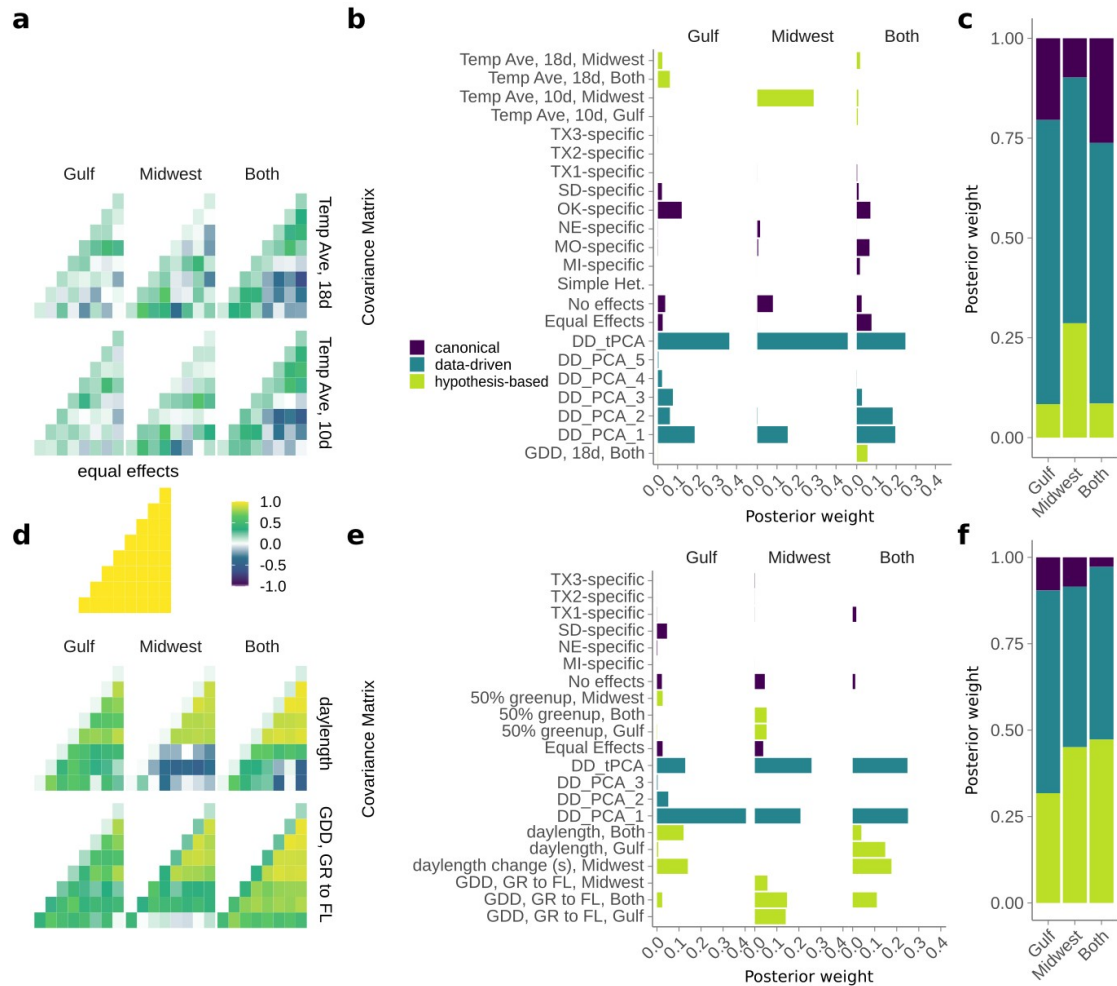 a
Gulf Midwest Both
Temp Ave, 18d
Temp Ave, 10d
equal effects
1.0
0.5
0.0
-0.5
-1.0
b
Gulf Midwest Both
Covariance Matrix
Temp Ave, 18d, Midwest
Temp Ave, 18d, Both
Temp Ave, 10d, Midwest
Temp Ave, 10d, Gulf
TX3-specific
TX2-specific
TX1-specific
SD-specific
OK-specific
NE-specific
MO-specific
MI-specific
Simple Het.
No effects
Equal Effects
DD_tPCA
DD_PCA_5
DD_PCA_4
DD_PCA_3
DD_PCA_2
DD_PCA_1
GDD, 18d, Both
canonical
data-driven
hypothesis-based
0.0 0.1 0.2 0.3 0.4 0.0 0.1 0.2 0.3 0.4 0.0 0.1 0.2 0.3 0.4
Posterior weight
c
Posterior weight
1.00
0.75
0.50
0.25
0.00
Gulf Midwest Both
d
Gulf Midwest Both
daylength
GDD, GR to FL
e
Gulf Midwest Both
Covariance Matrix
TX3-specific
TX2-specific
TX1-specific
SD-specific
NE-specific
MI-specific
No effects
50% greenup, Midwest
50% greenup, Both
50% greenup, Gulf
Equal Effects
DD_tPCA
DD_PCA_3
DD_PCA_2
DD_PCA_1
daylength, Both
daylength, Gulf
daylength change (s), Midwest
GDD, GR to FL, Midwest
GDD, GR to FL, Both
GDD, GR to FL, Gulf
0.0 0.1 0.2 0.3 0.4 0.0 0.1 0.2 0.3 0.4 0.0 0.1 0.2 0.3 0.4
Posterior weight
f
Posterior weight
1.00
0.75
0.50
0.25
0.00
Gulf Midwest Both